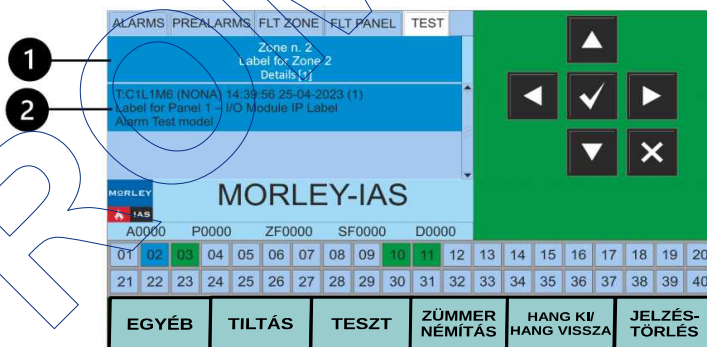 ALARMS PREALARMS FLT ZONE FLT PANEL TEST
1
Zone n. 2
Label for Zone 2
Details [1]
2
T:C1L1M6 (NONA) 14:39:56 25-04-2023 (1)
Label for Panel 1 – I/O Module IP Label
Alarm Test model
MORLEY IAS
MORLEY-IAS
A0000 P0000 ZF0000 SF0000 D0000
01 02 03 04 05 06 07 08 09 10 11 12 13 14 15 16 17 18 19 20
21 22 23 24 25 26 27 28 29 30 31 32 33 34 35 36 37 38 39 40
EGYÉB TILTÁS TESZT ZÜMMER NÉMÍTÁS HANG KI/ HANG VISSZA JELZÉS- TÖRLÉS